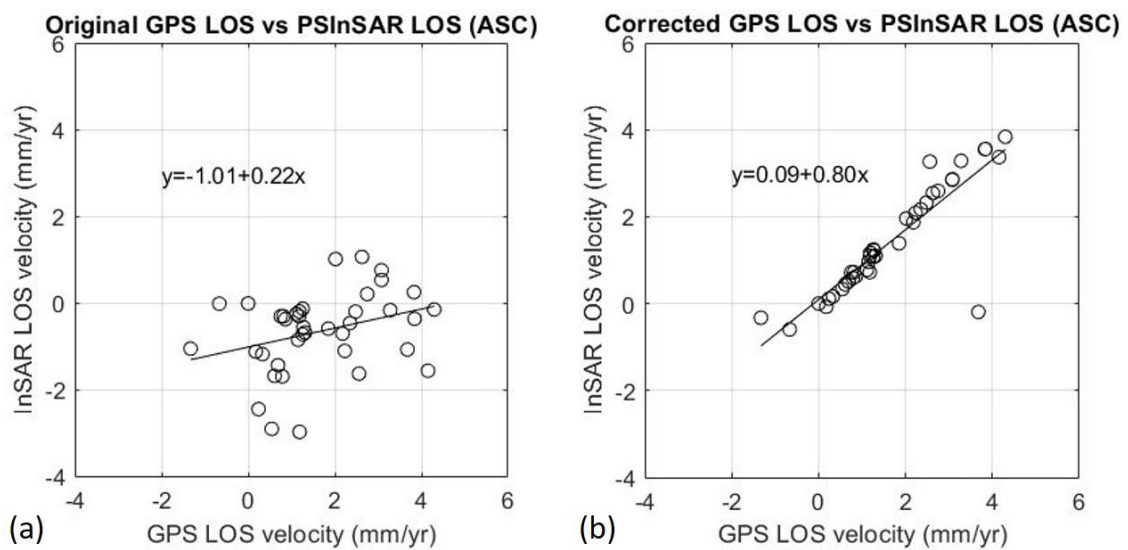 Original GPS LOS vs PSInSAR LOS (ASC)
6
4
2
0
-2
-4
InSAR LOS velocity (mm/yr)
y=-1.01+0.22x
-4 -2 0 2 4 6
GPS LOS velocity (mm/yr)
(a)
Corrected GPS LOS vs PSInSAR LOS (ASC)
6
4
2
0
-2
-4
InSAR LOS velocity (mm/yr)
y=0.09+0.80x
-4 -2 0 2 4 6
GPS LOS velocity (mm/yr)
(b)